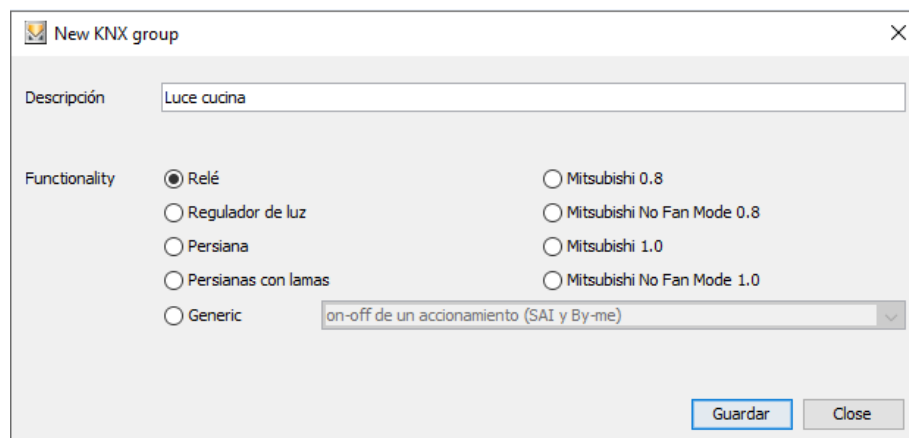 New KNX group
Descripción Luce cucina
Functionality Relé Mitsubishi 0.8
Regulador de luz Mitsubishi No Fan Mode 0.8
Persiana Mitsubishi 1.0
Persianas con lamas Mitsubishi No Fan Mode 1.0
Generic on-off de un accionamiento (SAI y By-me)
Guardar Close